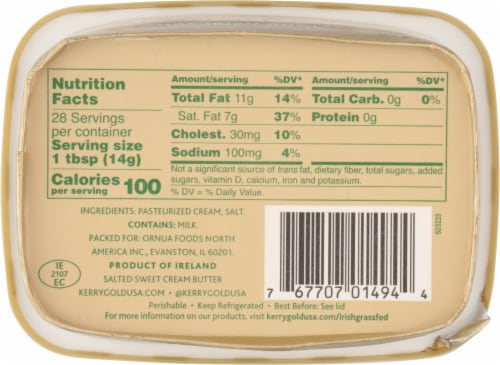 Nutrition
Facts
28 Servings
per container
Serving size
1 tbsp (14g)
Calories 100
per serving
Amount/serving %DV*
Total Fat 11g 14%
Sat. Fat 7g 37%
Cholest. 30mg 10%
Sodium 100mg 4%
Amount/serving %DV*
Total Carb. 0g 0%
Protein 0g
Not a significant source of trans fat, dietary fiber, total sugars, added
sugars, vitamin D, calcium, iron and potassium.
% DV = % Daily Value.
INGREDIENTS: PASTEURIZED CREAM, SALT.
CONTAINS: MILK.
PACKED FOR: ORNUA FOODS NORTH
AMERICA INC., EVANSTON, IL 60201.
PRODUCT OF IRELAND
SALTED SWEET CREAM BUTTER
KERRYGOLDUSA.COM • @KERRYGOLDUSA
IE
2107
EC
7 67707 01494 4
503229
Perishable • Keep Refrigerated • Best Before: See lid
For more information on our products, visit kerrygoldusa.com/irishgrassfed